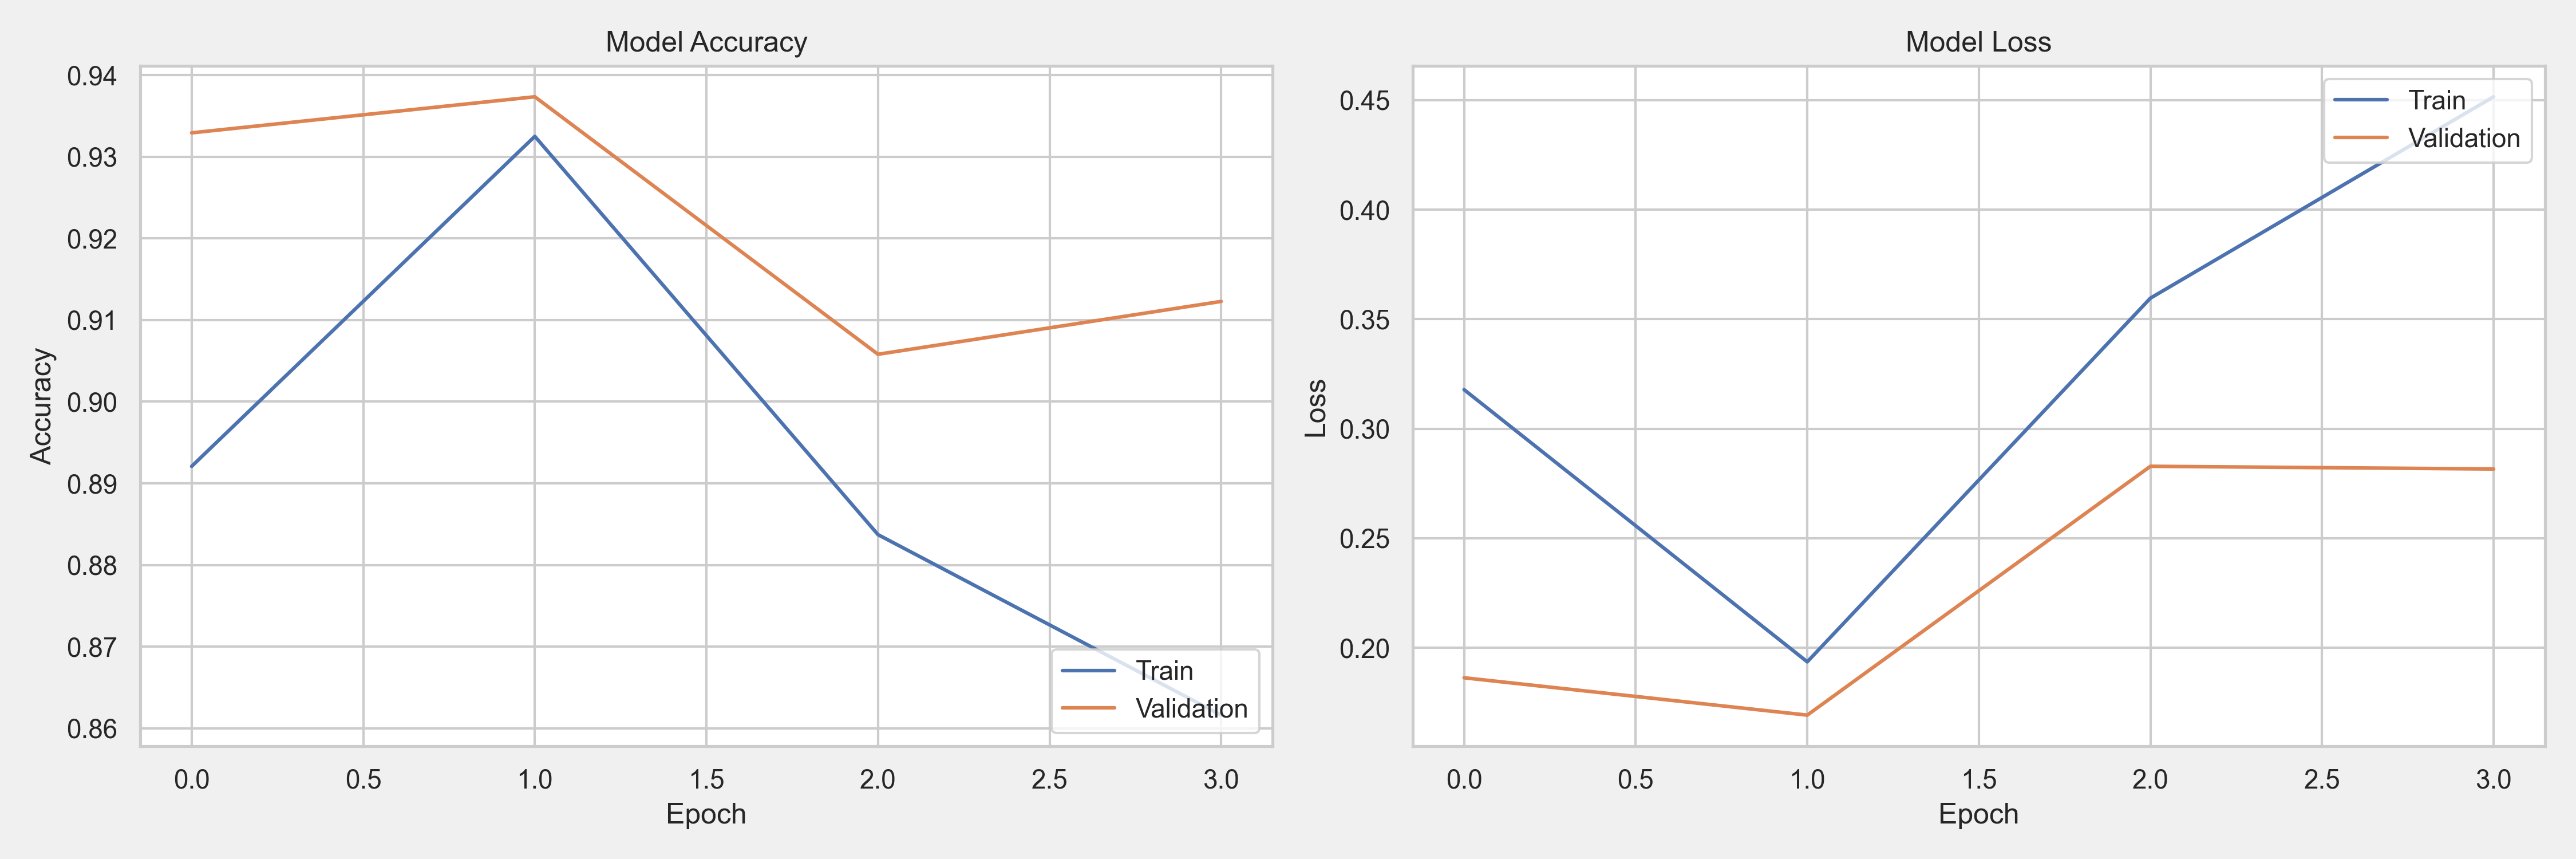 Model Accuracy
0.94
0.93
0.92
0.91
0.90
0.89
0.88
0.87
0.86
Accuracy
Train
Validation
0.0 0.5 1.0 1.5 2.0 2.5 3.0
Epoch
Model Loss
0.45
0.40
0.35
0.30
0.25
0.20
Loss
Train
Validation
0.0 0.5 1.0 1.5 2.0 2.5 3.0
Epoch